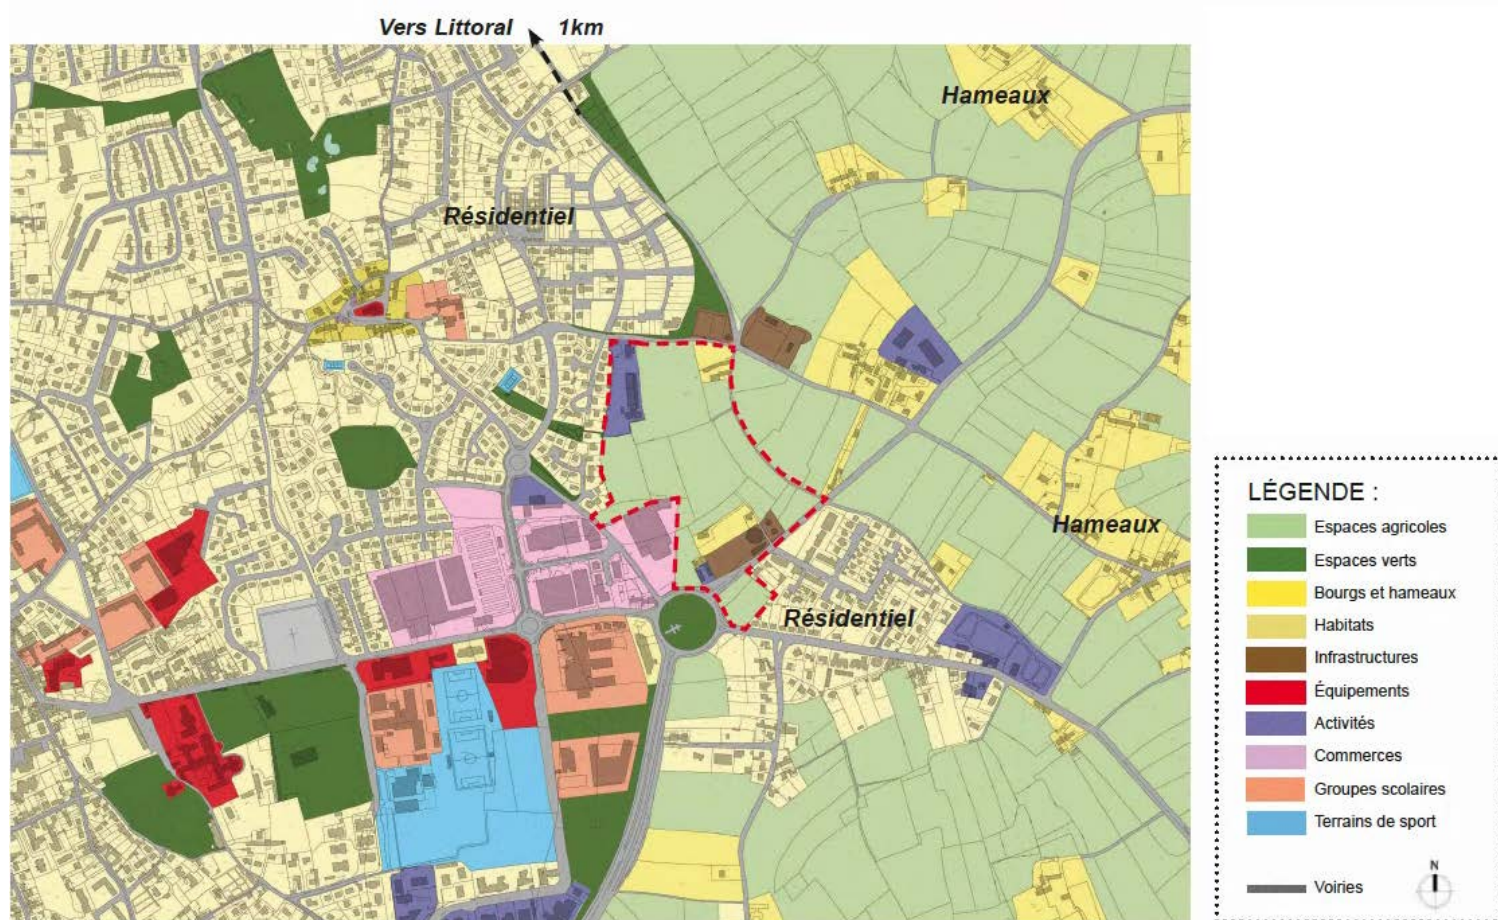 Vers Littoral 1km
Hameaux
Résidentiel
Hameaux
Résidentiel
LÉGENDE :
Espaces agricoles
Espaces verts
Bourgs et hameaux
Habitats
Infrastructures
Équipements
Activités
Commerces
Groupes scolaires
Terrains de sport
Voiries
N